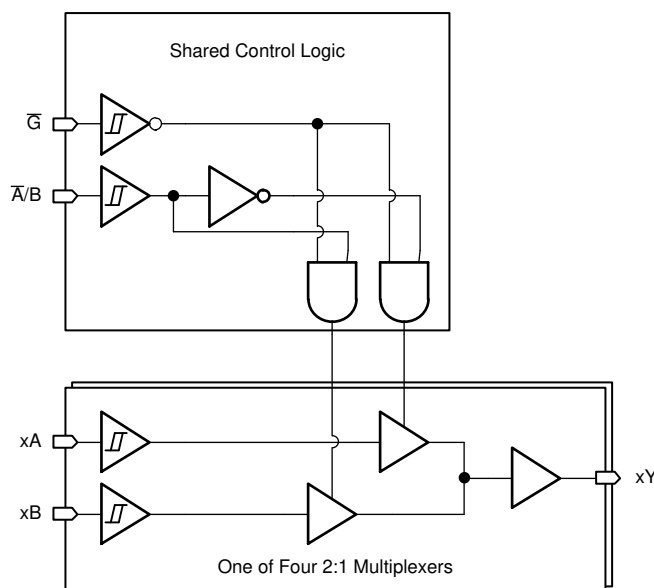 Shared Control Logic
G̅
A̅/B
xA
xB
xY
One of Four 2:1 Multiplexers